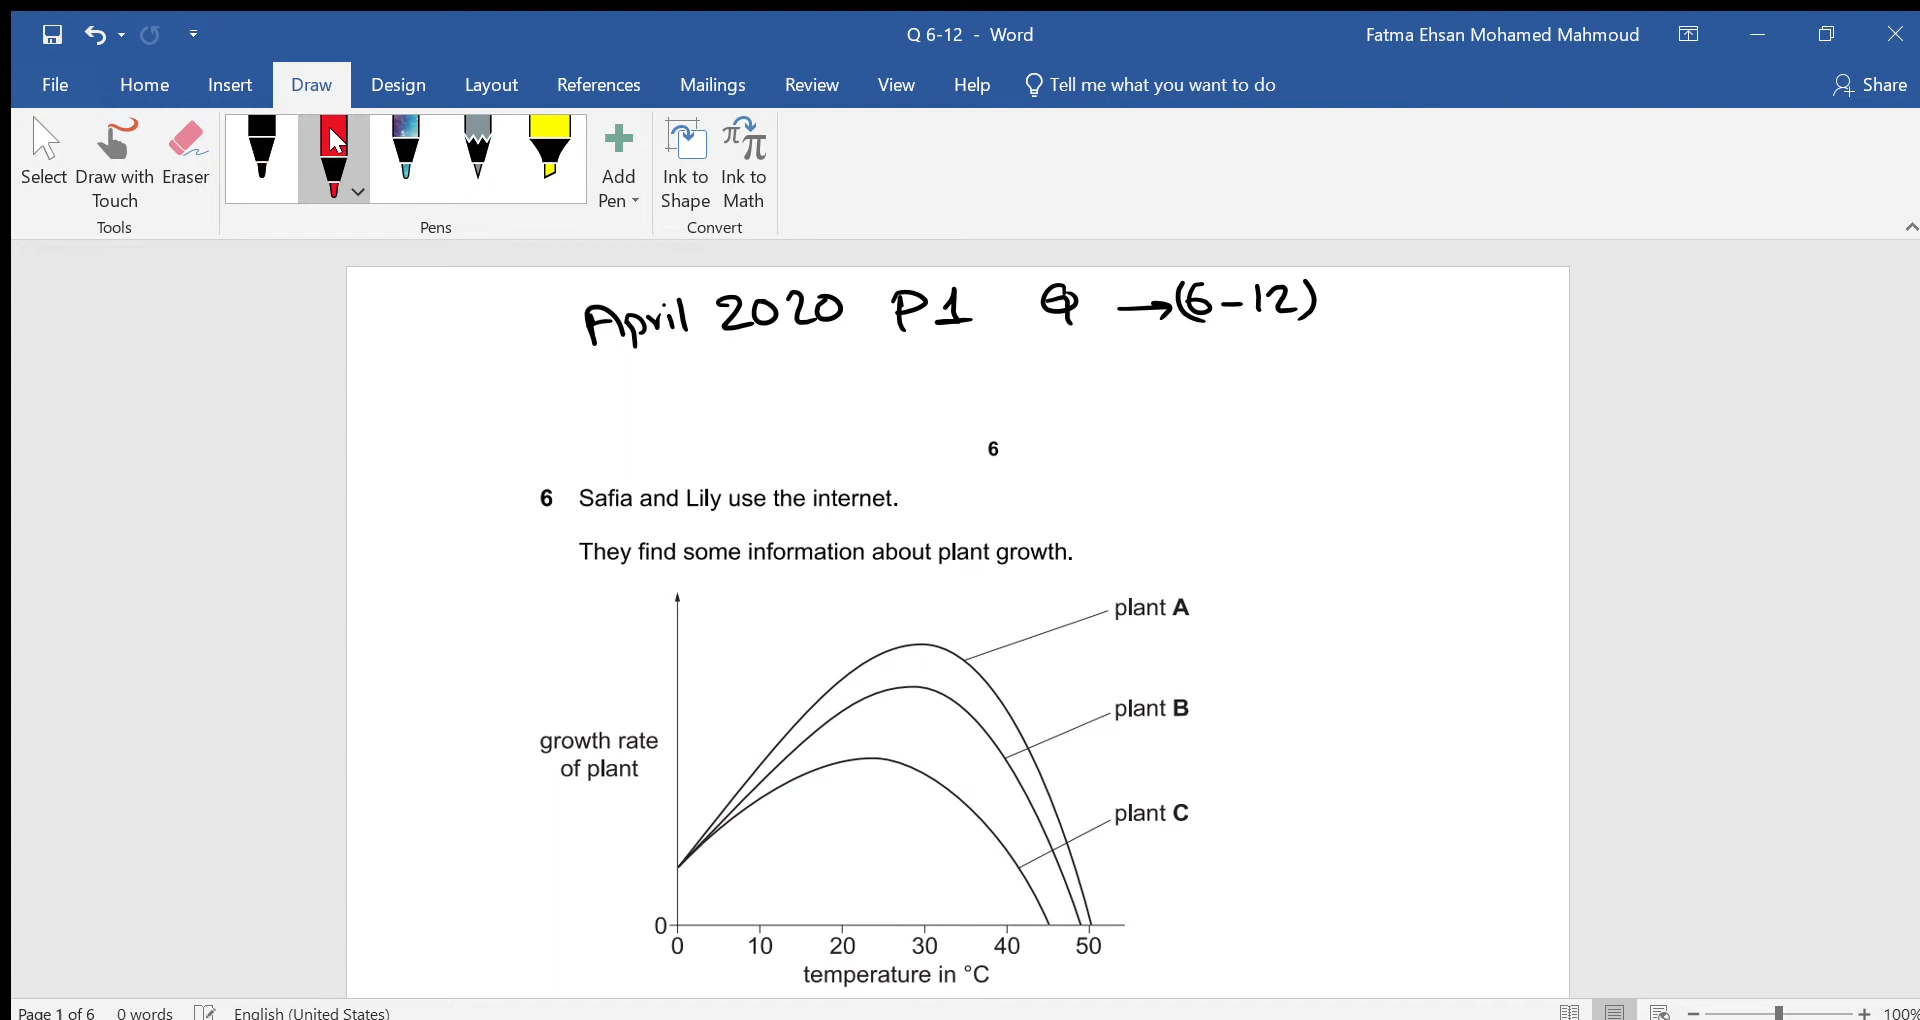 Q 6-12 - Word
Fatma Ehsan Mohamed Mahmoud
File Home Insert Draw Design Layout References Mailings Review View Help Tell me what you want to do Share
Select
Draw with Touch
Eraser
Add Pen
Ink to Shape
Ink to Math
Tools
Pens
Convert
April 2020 P1 Q → (6-12)
6
6 Safia and Lily use the internet.
They find some information about plant growth.
plant A
plant B
growth rate
of plant
plant C
0
0 10 20 30 40 50
temperature in °C
Page 1 of 6 0 words English (United States) 100%